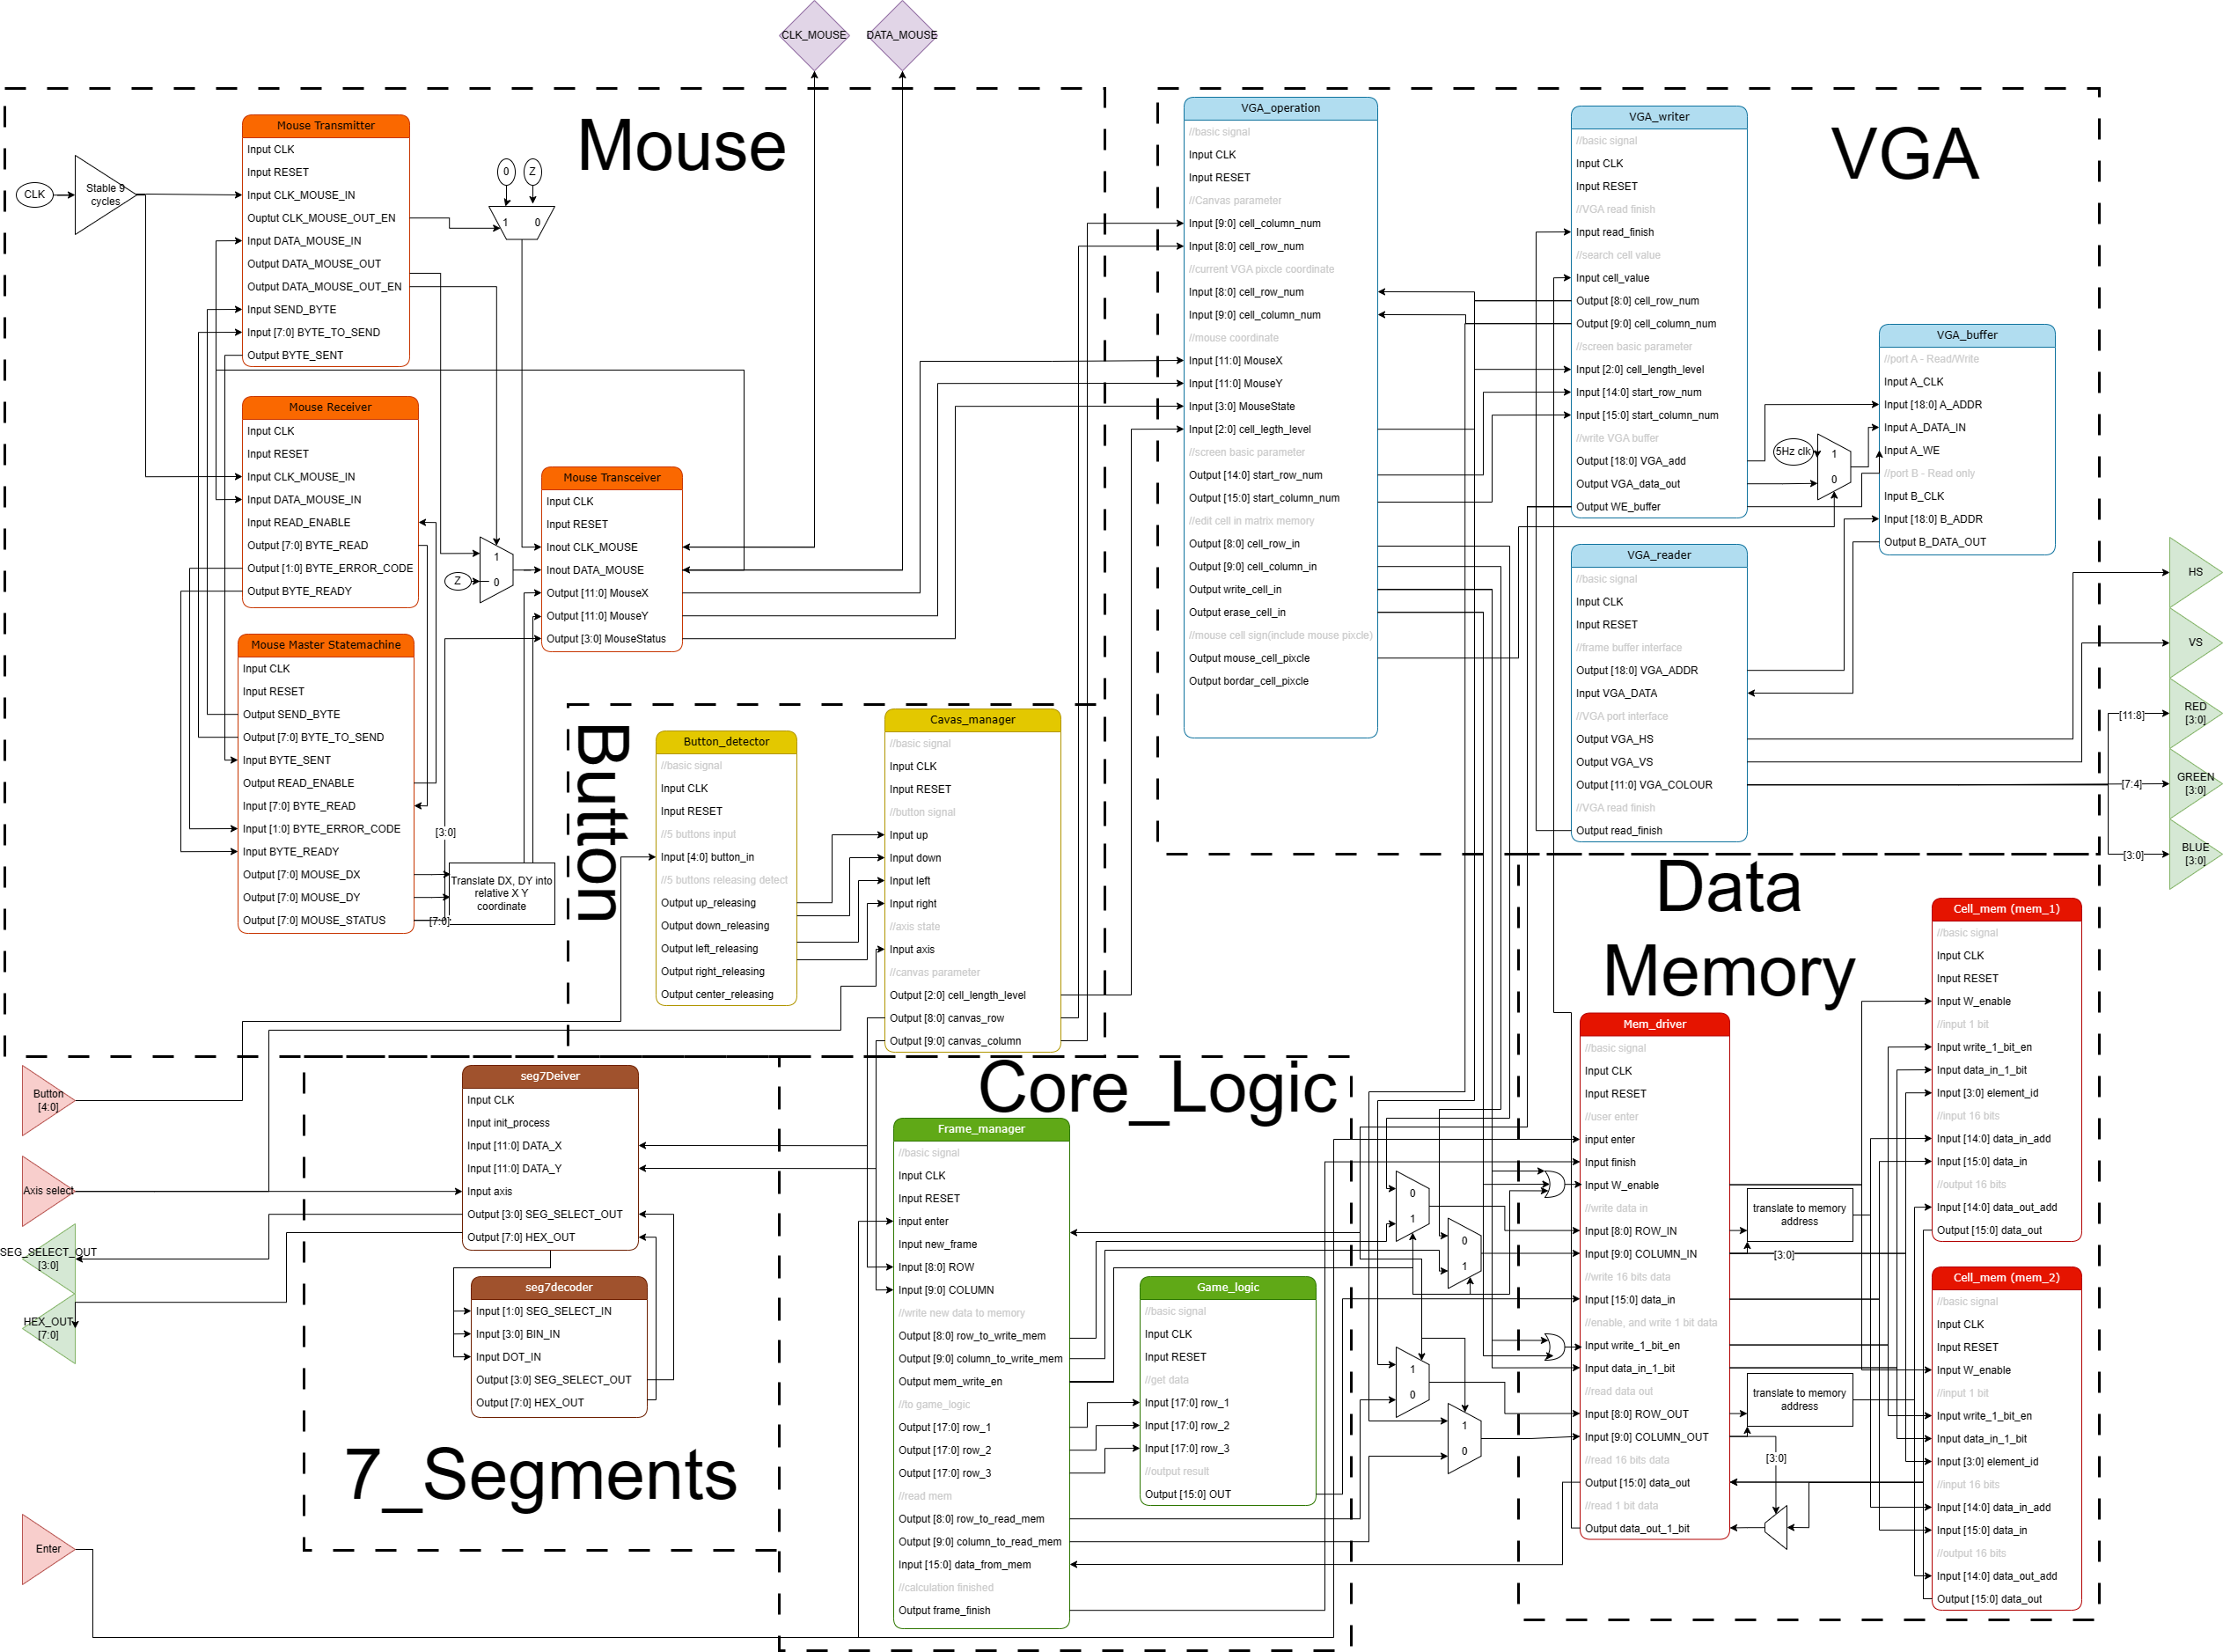 CLK_MOUSE
DATA_MOUSE
Mouse
CLK
Stable 9
cycles
Mouse Transmitter
Input CLK
Input RESET
Input CLK_MOUSE_IN
Ouptut CLK_MOUSE_OUT_EN
Input DATA_MOUSE_IN
Output DATA_MOUSE_OUT
Output DATA_MOUSE_OUT_EN
Input SEND_BYTE
Input [7:0] BYTE_TO_SEND
Output BYTE_SENT
0
Z
1
0
Mouse Receiver
Input CLK
Input RESET
Input CLK_MOUSE_IN
Input DATA_MOUSE_IN
Input READ_ENABLE
Output [7:0] BYTE_READ
Output [1:0] BYTE_ERROR_CODE
Output BYTE_READY
1
0
Z
Mouse Transceiver
Input CLK
Input RESET
Inout CLK_MOUSE
Inout DATA_MOUSE
Output [11:0] MouseX
Output [11:0] MouseY
Output [3:0] MouseStatus
Mouse Master Statemachine
Input CLK
Input RESET
Output SEND_BYTE
Output [7:0] BYTE_TO_SEND
Input BYTE_SENT
Output READ_ENABLE
Input [7:0] BYTE_READ
Input [1:0] BYTE_ERROR_CODE
Input BYTE_READY
Output [7:0] MOUSE_DX
Output [7:0] MOUSE_DY
Output [7:0] MOUSE_STATUS
[3:0]
[7:0]
Translate DX, DY into
relative X Y
coordinate
Button
Button_detector
//basic signal
Input CLK
Input RESET
//5 buttons input
Input [4:0] button_in
//5 buttons releasing detect
Output up_releasing
Output down_releasing
Output left_releasing
Output right_releasing
Output center_releasing
Cavas_manager
//basic signal
Input CLK
Input RESET
//button signal
Input up
Input down
Input left
Input right
//axis state
Input axis
//canvas parameter
Output [2:0] cell_length_level
Output [8:0] canvas_row
Output [9:0] canvas_column
VGA
VGA_operation
//basic signal
Input CLK
Input RESET
//Canvas parameter
Input [9:0] cell_column_num
Input [8:0] cell_row_num
//current VGA pixcle coordinate
Input [8:0] cell_row_num
Input [9:0] cell_column_num
//mouse coordinate
Input [11:0] MouseX
Input [11:0] MouseY
Input [3:0] MouseState
Input [2:0] cell_legth_level
//screen basic parameter
Output [14:0] start_row_num
Output [15:0] start_column_num
//edit cell in matrix memory
Output [8:0] cell_row_in
Output [9:0] cell_column_in
Output write_cell_in
Output erase_cell_in
//mouse cell sign(include mouse pixcle)
Output mouse_cell_pixcle
Output bordar_cell_pixcle
VGA_writer
//basic signal
Input CLK
Input RESET
//VGA read finish
Input read_finish
//search cell value
Input cell_value
Output [8:0] cell_row_num
Output [9:0] cell_column_num
//screen basic parameter
Input [2:0] cell_length_level
Input [14:0] start_row_num
Input [15:0] start_column_num
//write VGA buffer
Output [18:0] VGA_add
Output VGA_data_out
Output WE_buffer
5Hz clk
1
0
VGA_buffer
//port A - Read/Write
Input A_CLK
Input [18:0] A_ADDR
Input A_DATA_IN
Input A_WE
//port B - Read only
Input B_CLK
Input [18:0] B_ADDR
Output B_DATA_OUT
VGA_reader
//basic signal
Input CLK
Input RESET
//frame buffer interface
Output [18:0] VGA_ADDR
Input VGA_DATA
//VGA port interface
Output VGA_HS
Output VGA_VS
Output [11:0] VGA_COLOUR
//VGA read finish
Output read_finish
HS
VS
[11:8]
RED
[3:0]
[7:4]
GREEN
[3:0]
[3:0]
BLUE
[3:0]
Button
[4:0]
Axis select
SEG_SELECT_OUT
[3:0]
HEX_OUT
[7:0]
Enter
seg7Deiver
Input CLK
Input init_process
Input [11:0] DATA_X
Input [11:0] DATA_Y
Input axis
Output [3:0] SEG_SELECT_OUT
Output [7:0] HEX_OUT
seg7decoder
Input [1:0] SEG_SELECT_IN
Input [3:0] BIN_IN
Input DOT_IN
Output [3:0] SEG_SELECT_OUT
Output [7:0] HEX_OUT
7_Segments
Core_Logic
Frame_manager
//basic signal
Input CLK
Input RESET
input enter
Input new_frame
Input [8:0] ROW
Input [9:0] COLUMN
//write new data to memory
Output [8:0] row_to_write_mem
Output [9:0] column_to_write_mem
Output mem_write_en
//to game_logic
Output [17:0] row_1
Output [17:0] row_2
Output [17:0] row_3
//read mem
Output [8:0] row_to_read_mem
Output [9:0] column_to_read_mem
Input [15:0] data_from_mem
//calculation finished
Output frame_finish
Game_logic
//basic signal
Input CLK
Input RESET
//get data
Input [17:0] row_1
Input [17:0] row_2
Input [17:0] row_3
//output result
Output [15:0] OUT
0
1
0
1
1
0
1
0
Data
Memory
Mem_driver
//basic signal
Input CLK
Input RESET
//user enter
input enter
Input finish
Input W_enable
//write data in
Input [8:0] ROW_IN
Input [9:0] COLUMN_IN
//write 16 bits data
Input [15:0] data_in
//enable, and write 1 bit data
Input write_1_bit_en
Input data_in_1_bit
//read data out
Input [8:0] ROW_OUT
Input [9:0] COLUMN_OUT
//read 16 bits data
Output [15:0] data_out
//read 1 bit data
Output data_out_1_bit
translate to memory
address
[3:0]
translate to memory
address
[3:0]
Cell_mem (mem_1)
//basic signal
Input CLK
Input RESET
Input W_enable
//input 1 bit
Input write_1_bit_en
Input data_in_1_bit
Input [3:0] element_id
//input 16 bits
Input [14:0] data_in_add
Input [15:0] data_in
//output 16 bits
Input [14:0] data_out_add
Output [15:0] data_out
Cell_mem (mem_2)
//basic signal
Input CLK
Input RESET
Input W_enable
//input 1 bit
Input write_1_bit_en
Input data_in_1_bit
Input [3:0] element_id
//input 16 bits
Input [14:0] data_in_add
Input [15:0] data_in
//output 16 bits
Input [14:0] data_out_add
Output [15:0] data_out